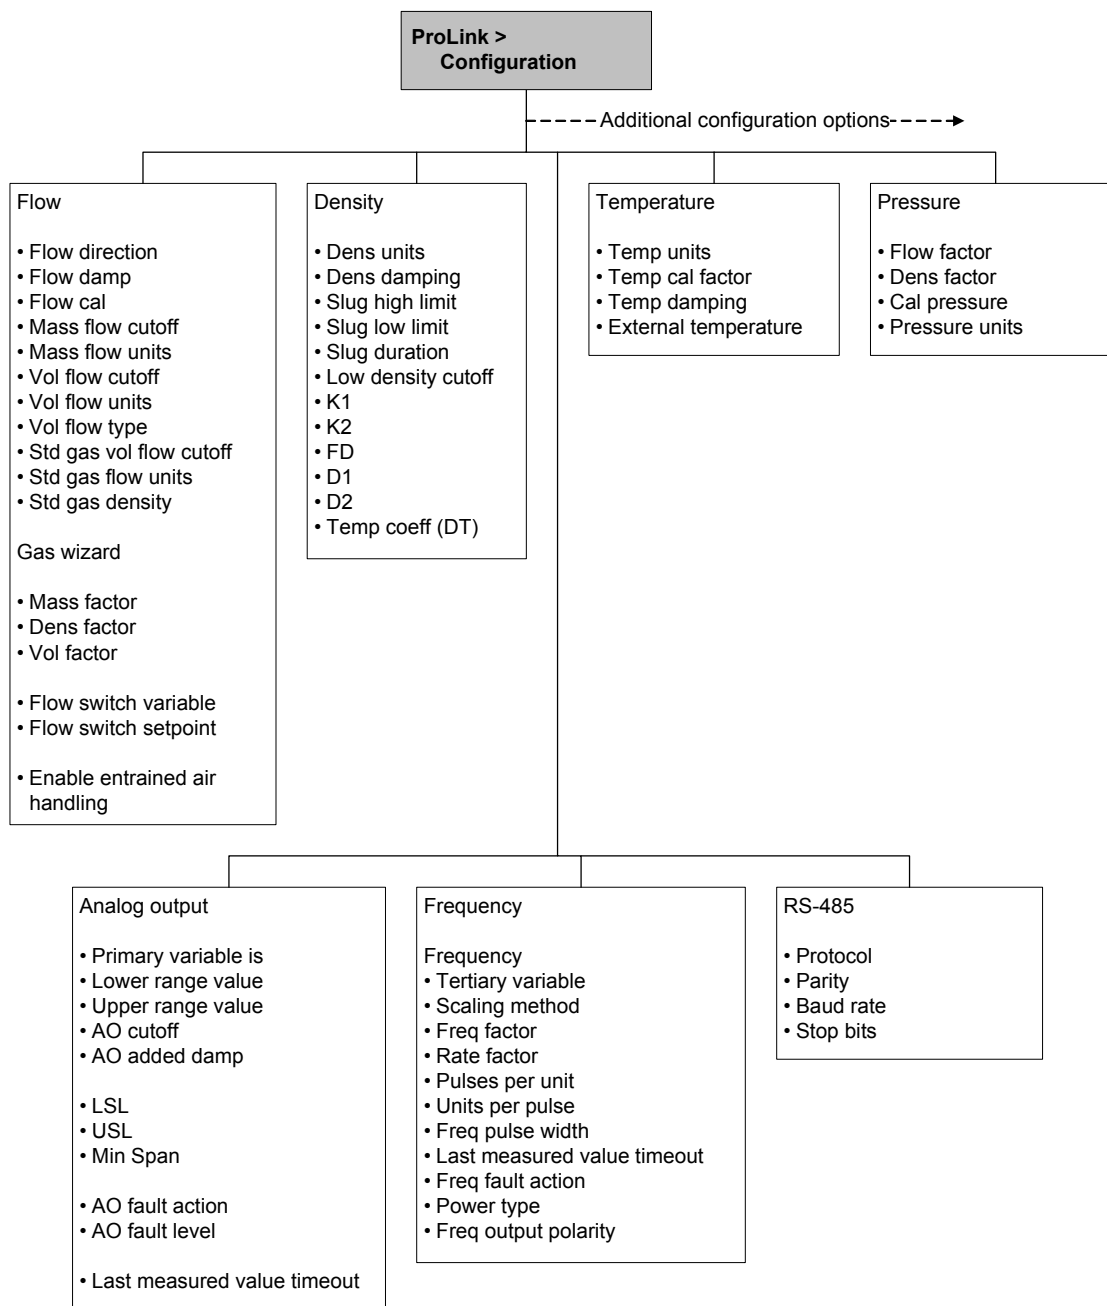 ProLink >
Configuration
Additional configuration options
Flow
• Flow direction
• Flow damp
• Flow cal
• Mass flow cutoff
• Mass flow units
• Vol flow cutoff
• Vol flow units
• Vol flow type
• Std gas vol flow cutoff
• Std gas flow units
• Std gas density
Gas wizard
• Mass factor
• Dens factor
• Vol factor
• Flow switch variable
• Flow switch setpoint
• Enable entrained air
handling
Density
• Dens units
• Dens damping
• Slug high limit
• Slug low limit
• Slug duration
• Low density cutoff
• K1
• K2
• FD
• D1
• D2
• Temp coeff (DT)
Temperature
• Temp units
• Temp cal factor
• Temp damping
• External temperature
Pressure
• Flow factor
• Dens factor
• Cal pressure
• Pressure units
Analog output
• Primary variable is
• Lower range value
• Upper range value
• AO cutoff
• AO added damp
• LSL
• USL
• Min Span
• AO fault action
• AO fault level
• Last measured value timeout
Frequency
Frequency
• Tertiary variable
• Scaling method
• Freq factor
• Rate factor
• Pulses per unit
• Units per pulse
• Freq pulse width
• Last measured value timeout
• Freq fault action
• Power type
• Freq output polarity
RS-485
• Protocol
• Parity
• Baud rate
• Stop bits